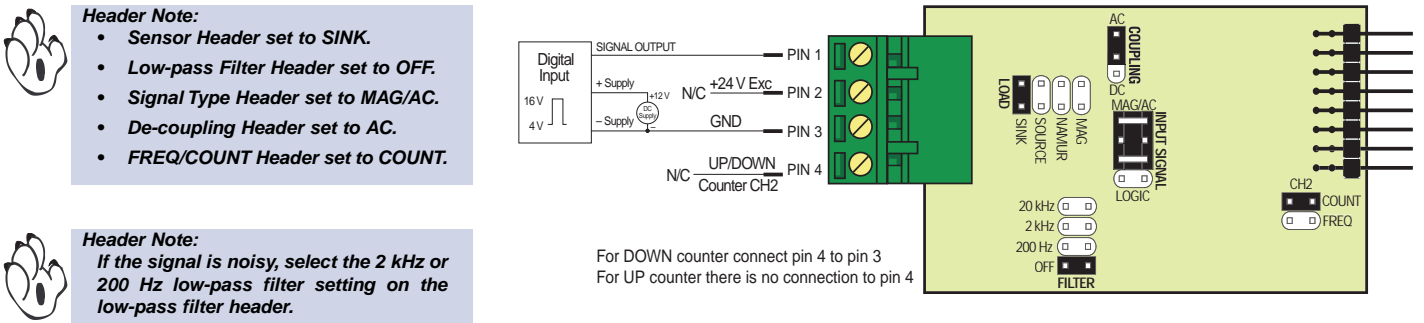 Header Note:
• Sensor Header set to SINK.
• Low-pass Filter Header set to OFF.
• Signal Type Header set to MAG/AC.
• De-coupling Header set to AC.
• FREQ/COUNT Header set to COUNT.
Header Note:
If the signal is noisy, select the 2 kHz or
200 Hz low-pass filter setting on the
low-pass filter header.
Digital
Input
16 V
4 V
SIGNAL OUTPUT
+ Supply
+12 V
DC
Supply
–
– Supply
N/C
+24 V Exc
GND
N/C
UP/DOWN
Counter CH2
PIN 1
PIN 2
PIN 3
PIN 4
For DOWN counter connect pin 4 to pin 3
For UP counter there is no connection to pin 4
LOAD
SINK
SOURCE
NAMUR
MAG
AC
COUPLING
DC
MAG/AC
INPUT SIGNAL
LOGIC
20 kHz
2 kHz
200 Hz
OFF
FILTER
CH2
COUNT
FREQ